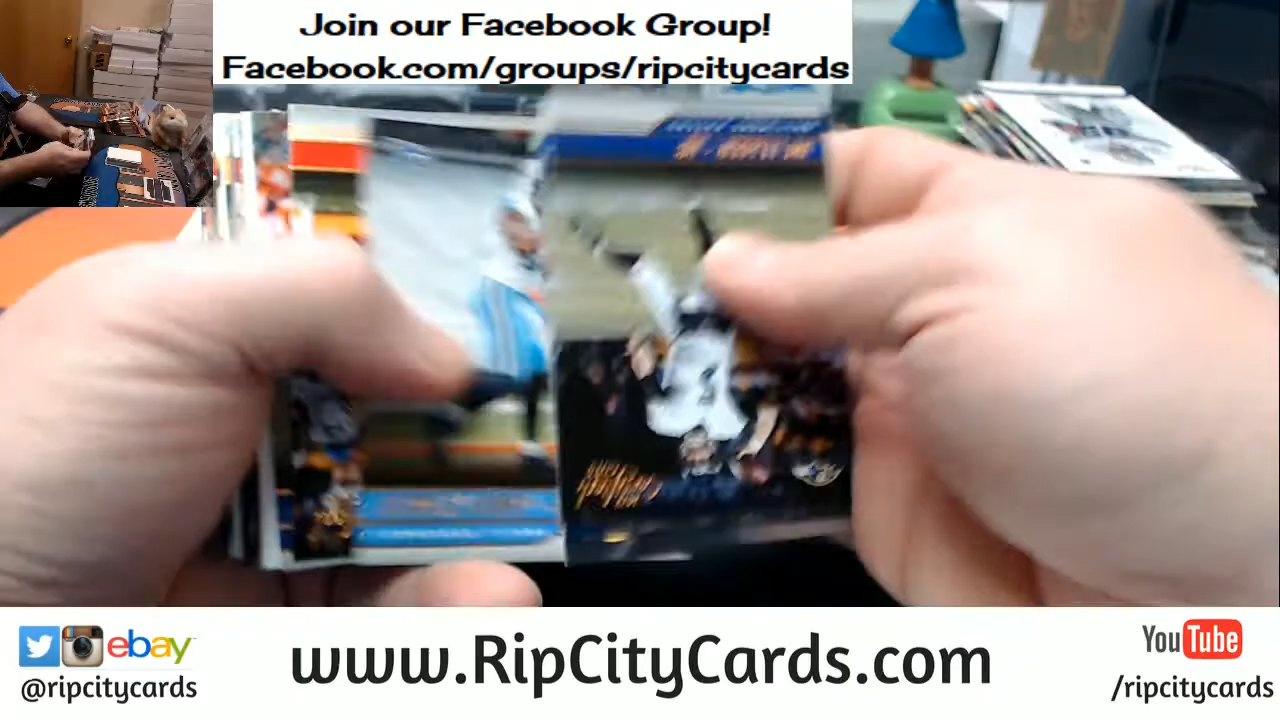 Join our Facebook Group!
Facebook.com/groups/ripcitycards
ebay
@ripcitycards
www.RipCityCards.com
YouTube
/ripcitycards